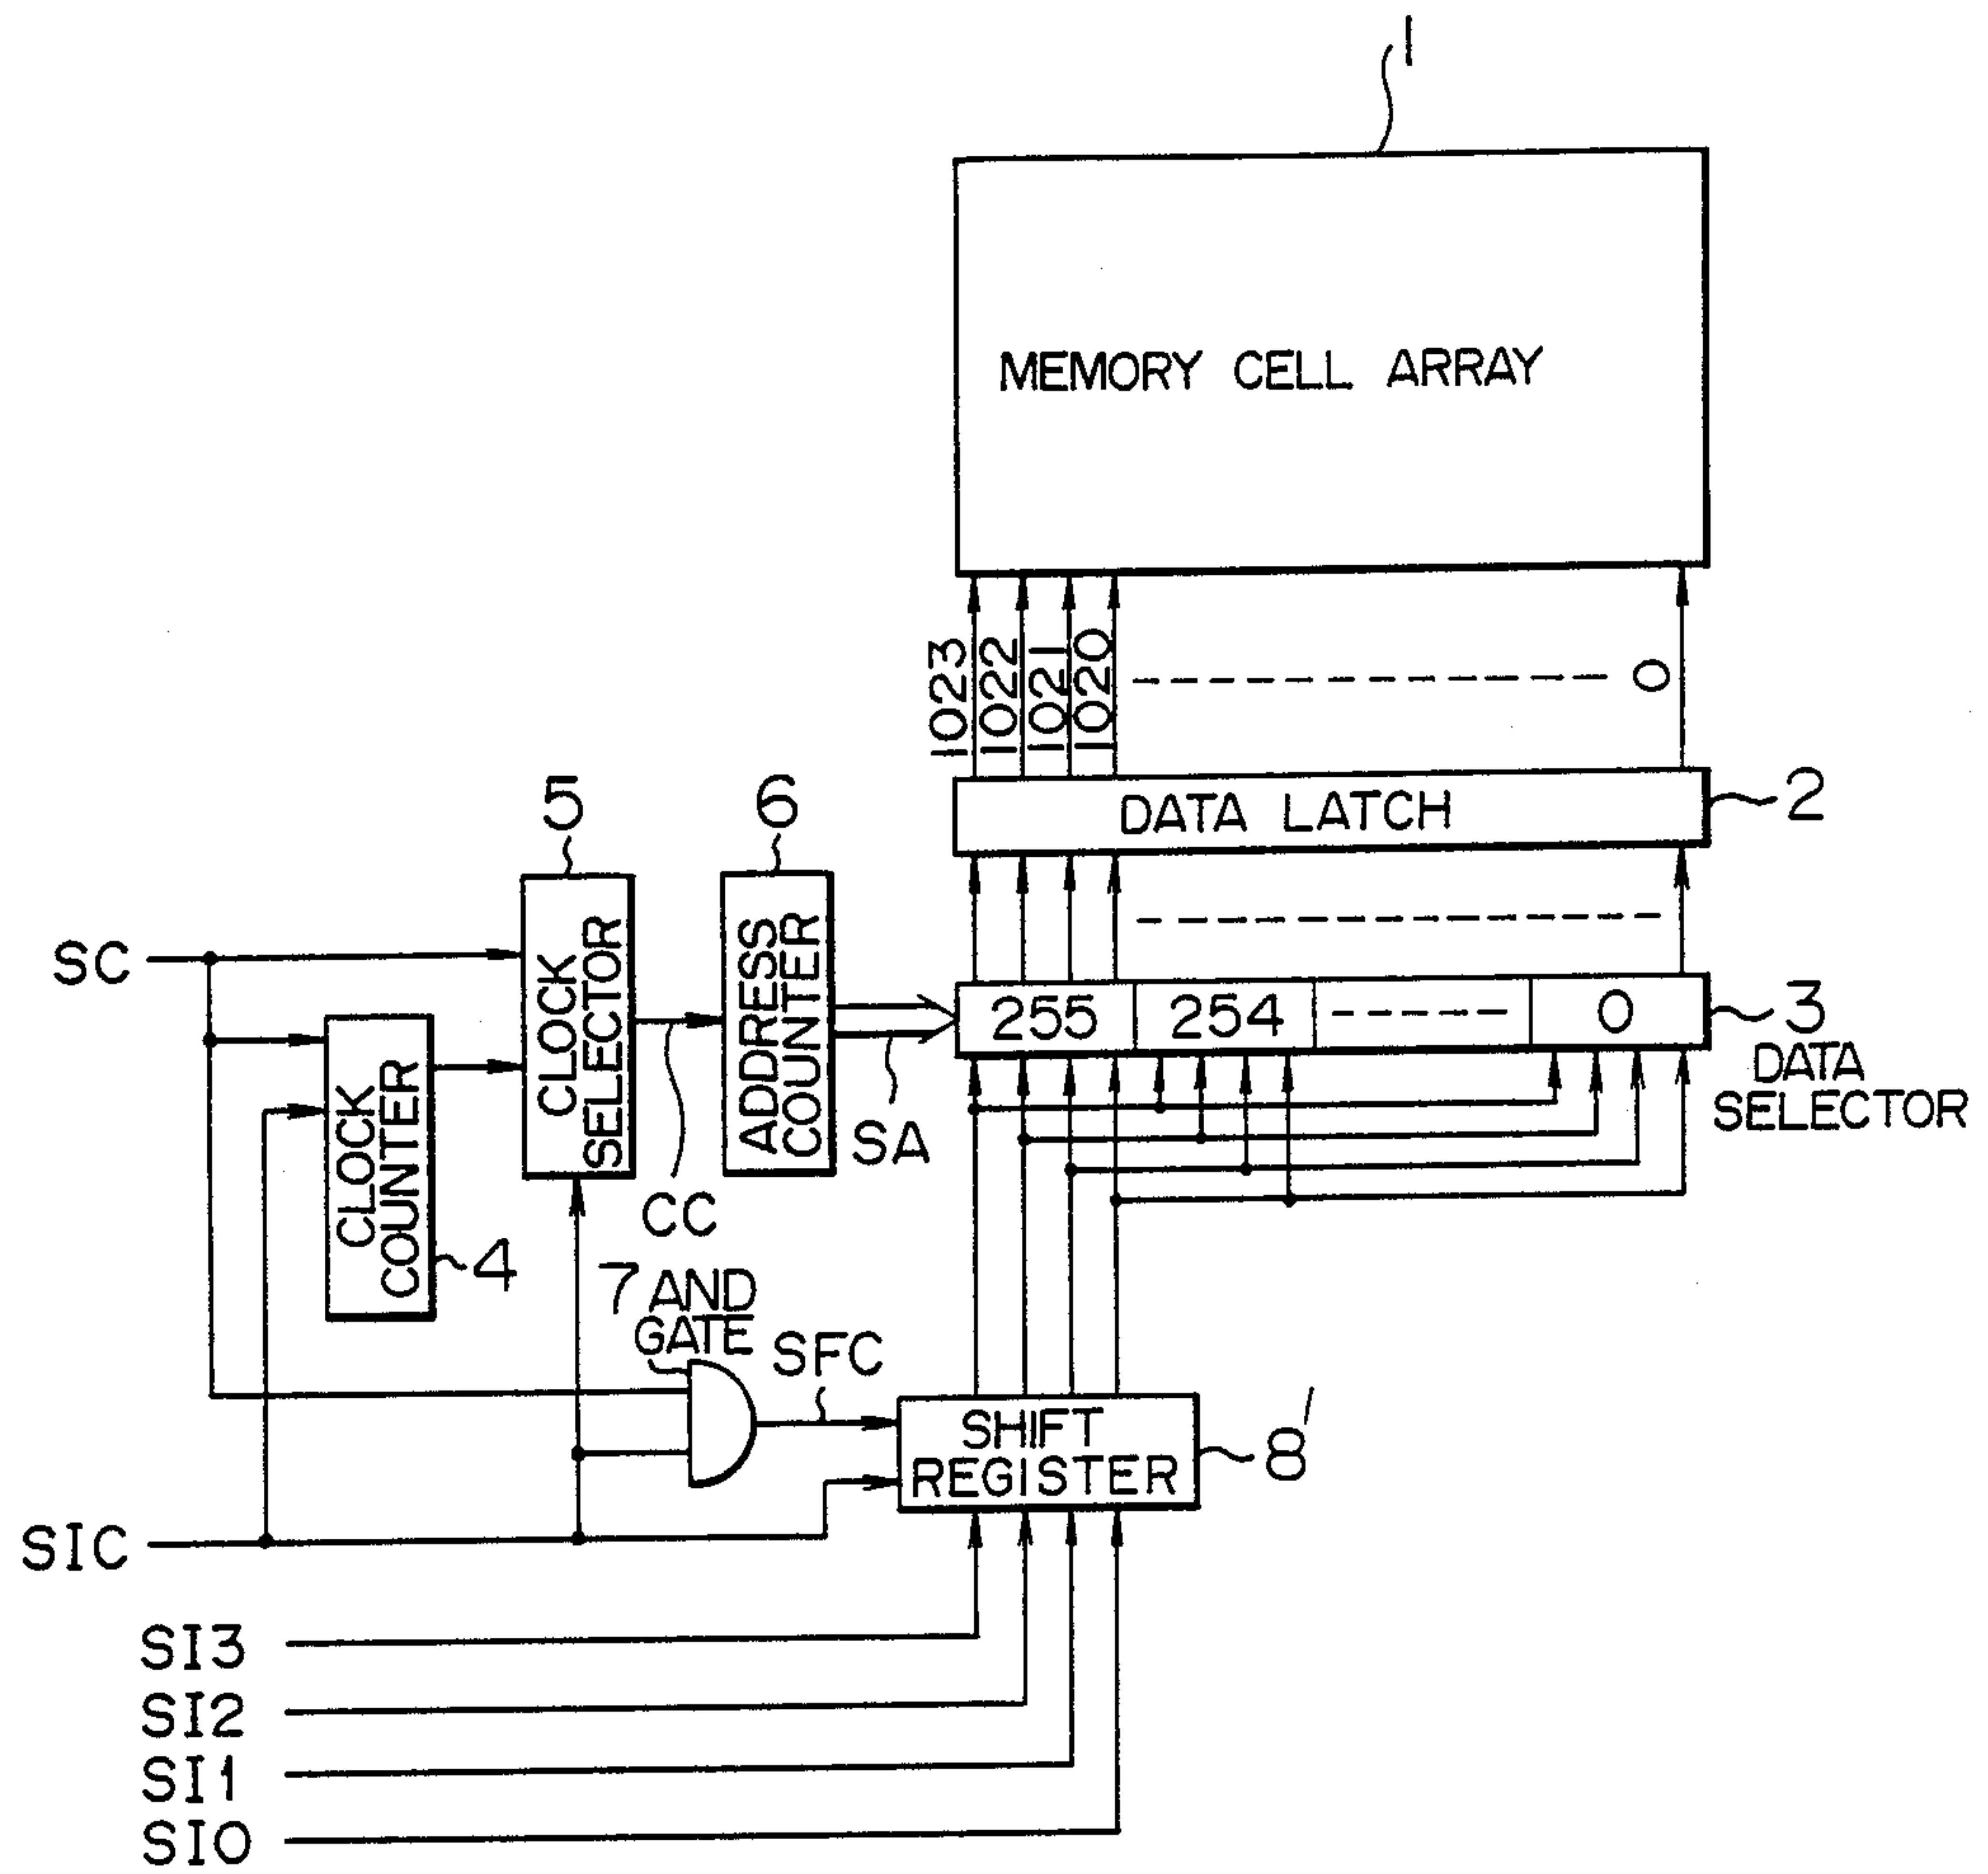 1
MEMORY CELL ARRAY
1023
1022
1021
1020
0
DATA LATCH
2
5
6
SC
CLOCK
SELECTOR
ADDRESS
COUNTER
255
254
0
3
DATA
SELECTOR
CLOCK
COUNTER
4
CC
SA
7 AND
GATE
SFC
SHIFT
REGISTER
8'
SIC
SI3
SI2
SI1
SI0